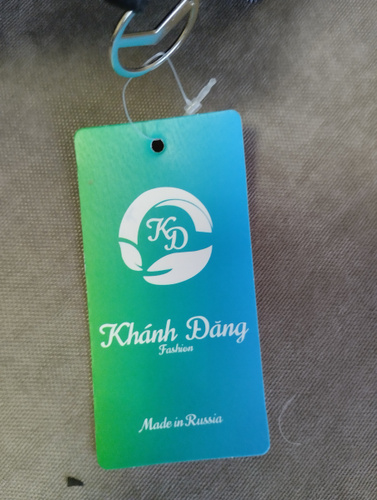 KD
Khánh Đăng
Fashion
Made in Russia